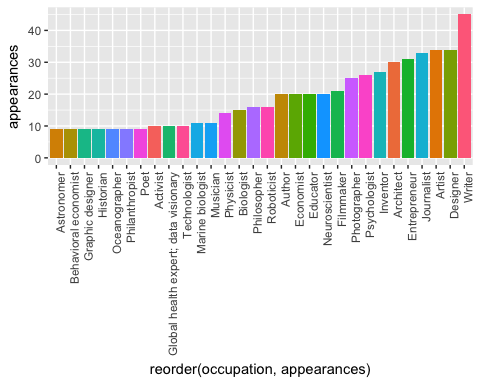 appearances
40
30
20
10
0
Astronomer
Behavioral economist
Graphic designer
Historian
Oceanographer
Philanthropist
Poet
Activist
Global health expert; data visionary
Technologist
Marine biologist
Musician
Physicist
Biologist
Philosopher
Roboticist
Author
Economist
Educator
Neuroscientist
Filmmaker
Photographer
Psychologist
Inventor
Architect
Entrepreneur
Journalist
Artist
Designer
Writer
reorder(occupation, appearances)